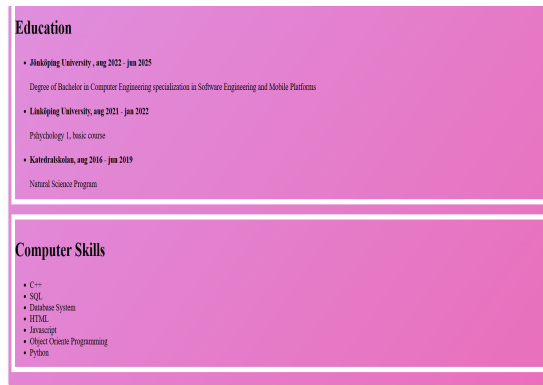 Education
Jönköping University , aug 2022 - jun 2025
Degree of Bachelor in Computer Engineering specialization in Software Engineering and Mobile Platforms
Linköping University, aug 2021 - jan 2022
Pshychology 1, basic course
Katedralskolan, aug 2016 - jun 2019
Natural Science Program
Computer Skills
C++
SQL
Database System
HTML
Javascript
Object Oriente Programming
Python